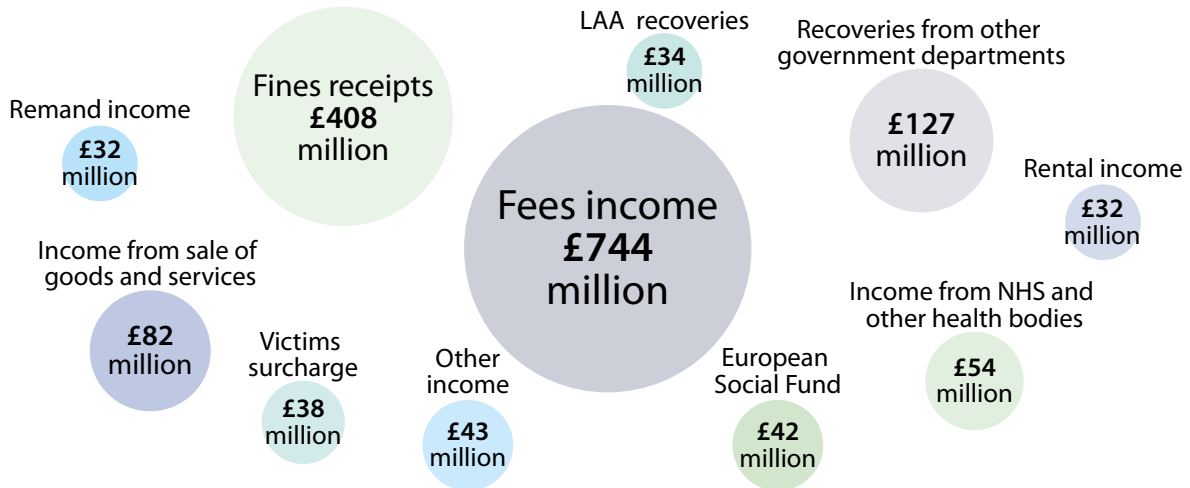 LAA recoveries
£34
million
Recoveries from other
government departments
£127
million
Fines receipts
£408
million
Remand income
£32
million
Fees income
£744
million
Rental income
£32
million
Income from sale of
goods and services
£82
million
Income from NHS and
other health bodies
£54
million
Victims
surcharge
£38
million
Other
income
£43
million
European
Social Fund
£42
million